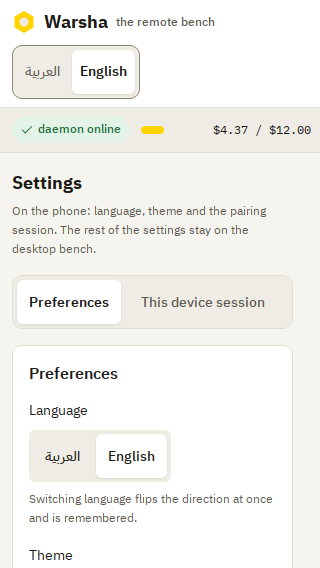 Warsha the remote bench
العربية English
daemon online $4.37 / $12.00
Settings
On the phone: language, theme and the pairing
session. The rest of the settings stay on the
desktop bench.
Preferences This device session
Preferences
Language
العربية English
Switching language flips the direction at once
and is remembered.
Theme